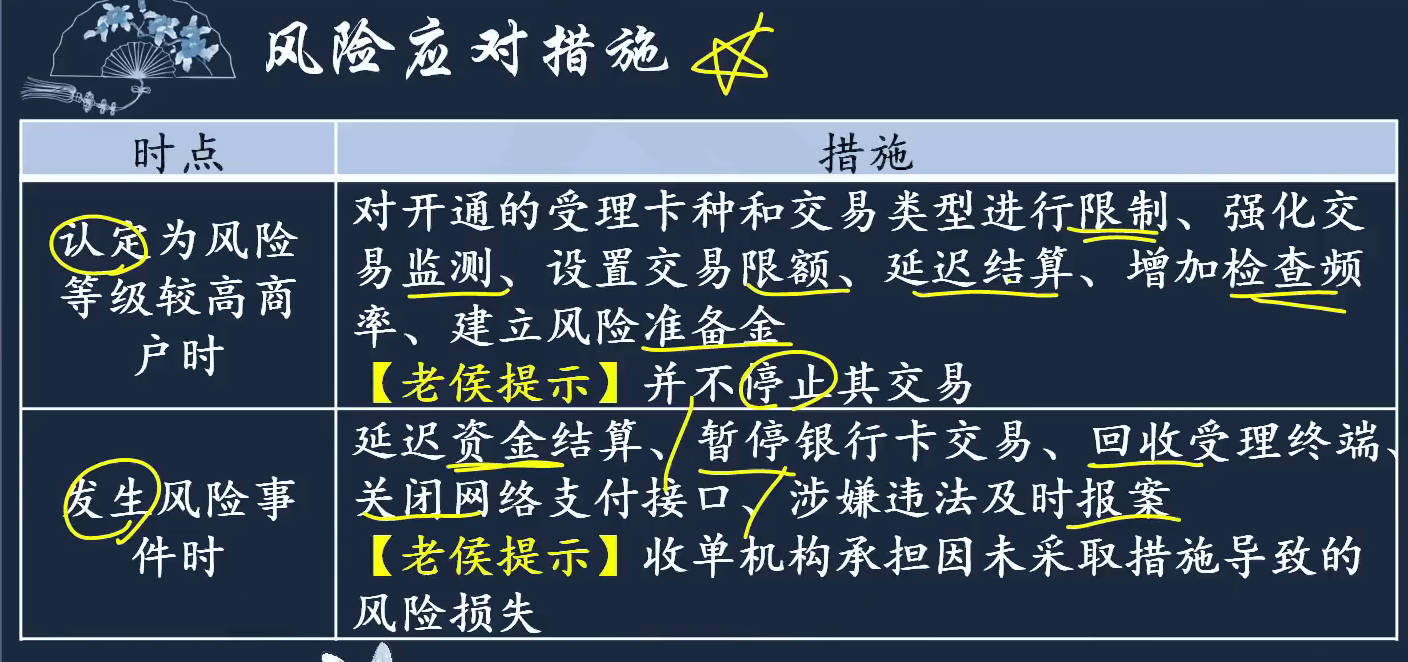 风险应对措施
时点
措施
认定为风险
等级较高商
户时
对开通的受理卡种和交易类型进行限制、强化交
易监测、设置交易限额、延迟结算、增加检查频
率、建立风险准备金
【老侯提示】并不停止其交易
发生风险事
件时
延迟资金结算、暂停银行卡交易、回收受理终端、
关闭网络支付接口、涉嫌违法及时报案
【老侯提示】收单机构承担因未采取措施导致的
风险损失